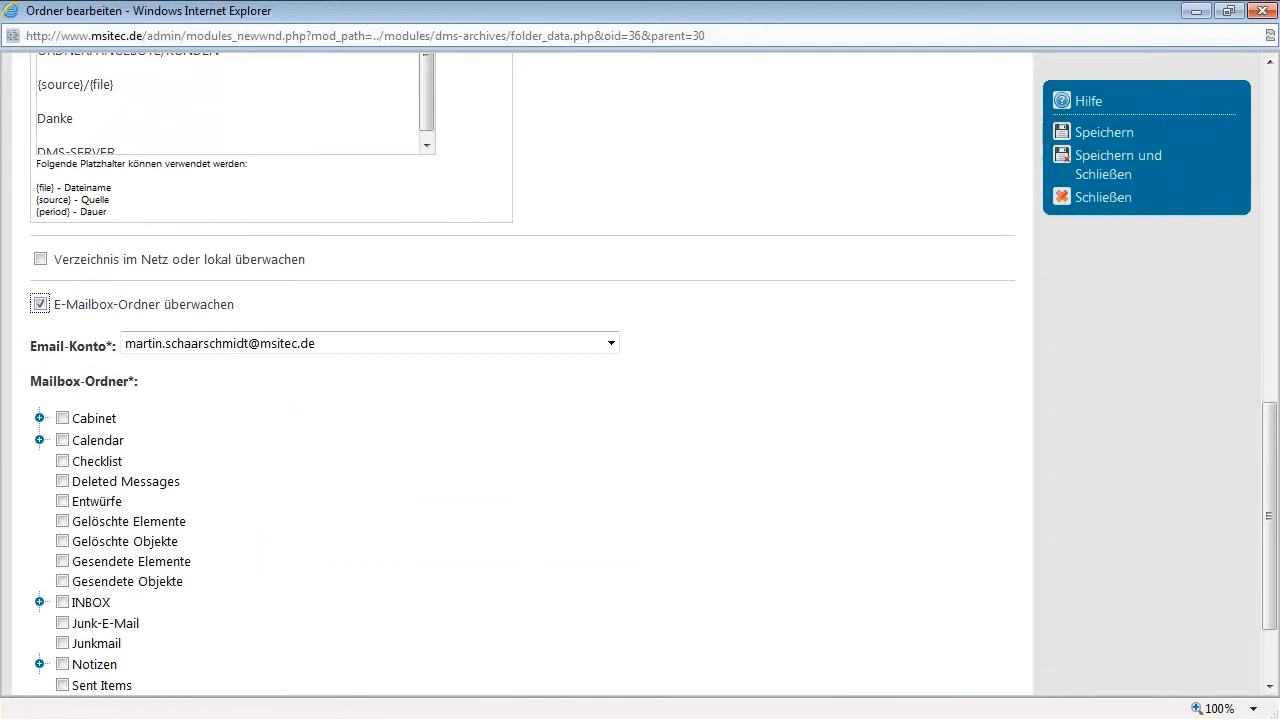 Ordner bearbeiten - Windows Internet Explorer
http://www.msitec.de/admin/modules_newwnd.php?mod_path=../modules/dms-archives/folder_data.php&oid=36&parent=30
{source}/{file}
Danke
DMS-SERVER
Folgende Platzhalter können verwendet werden:
{file} - Dateiname
{source} - Quelle
{period} - Dauer
Verzeichnis im Netz oder lokal überwachen
E-Mailbox-Ordner überwachen
Email-Konto*: martin.schaarschmidt@msitec.de
Mailbox-Ordner*:
Cabinet
Calendar
Checklist
Deleted Messages
Entwürfe
Gelöschte Elemente
Gelöschte Objekte
Gesendete Elemente
Gesendete Objekte
INBOX
Junk-E-Mail
Junkmail
Notizen
Sent Items
Hilfe
Speichern
Speichern und
Schließen
Schließen
100%